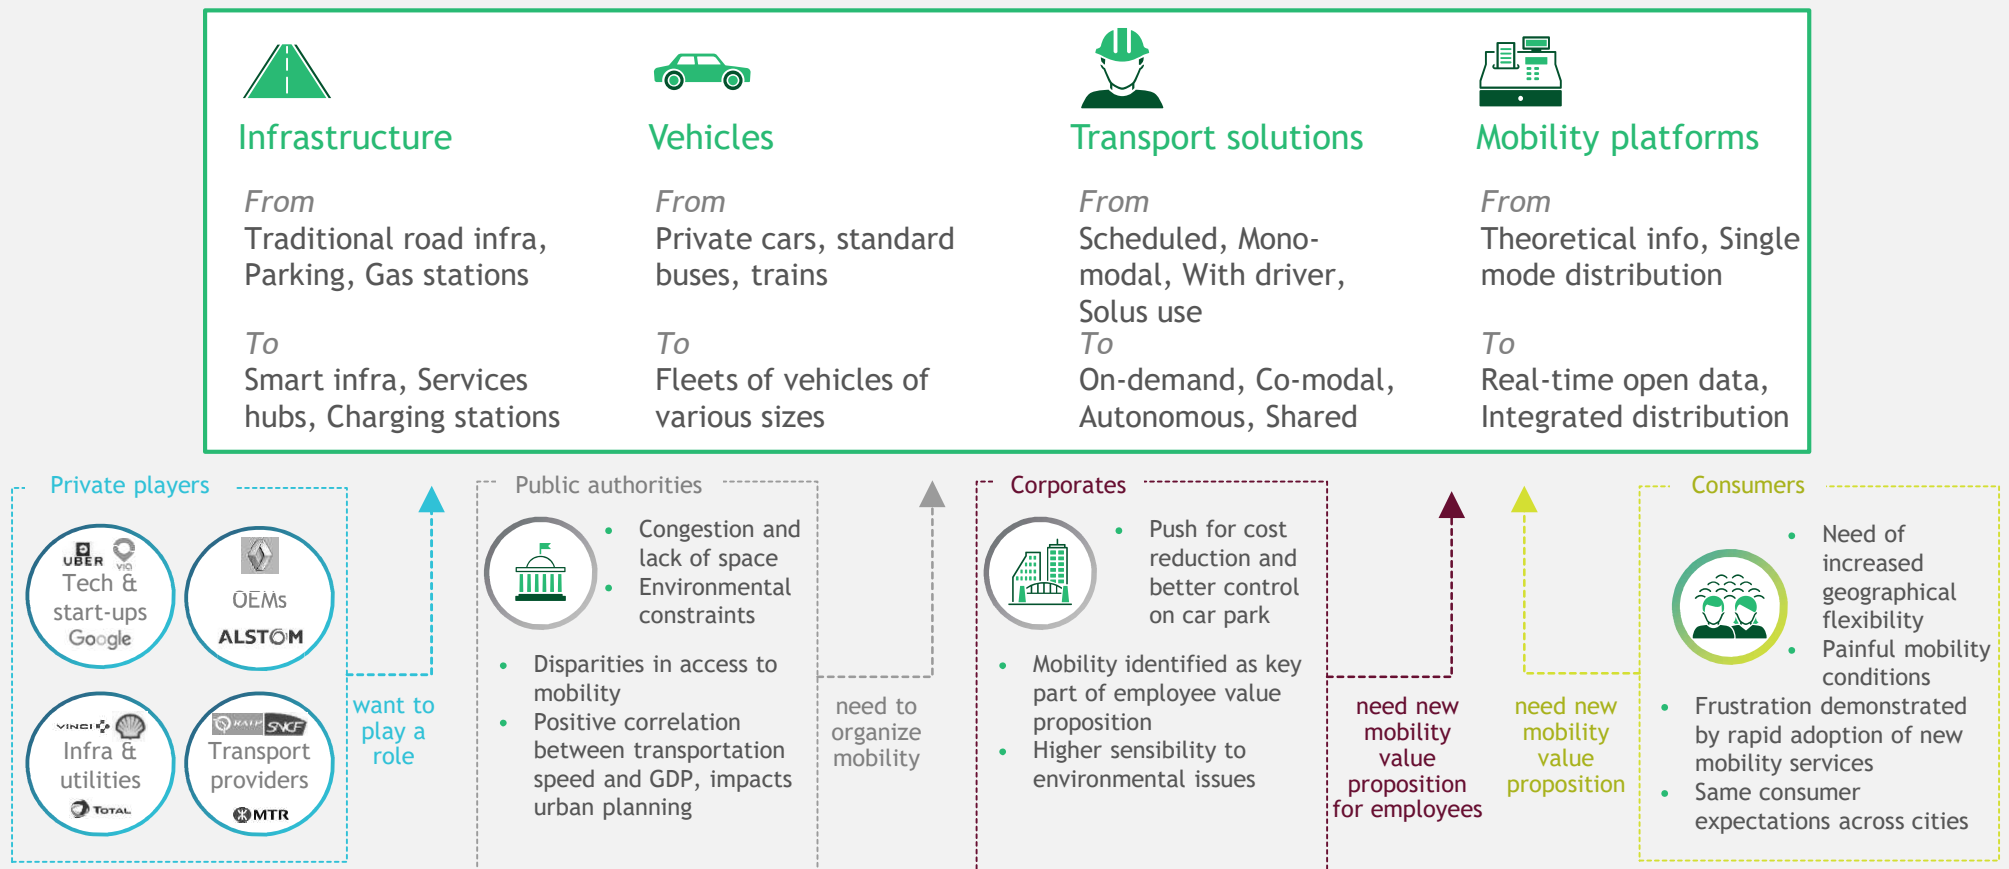 Infrastructure
From
Traditional road infra,
Parking, Gas stations
To
Smart infra, Services
hubs, Charging stations
Vehicles
From
Private cars, standard
buses, trains
To
Fleets of vehicles of
various sizes
Transport solutions
From
Scheduled, Mono-
modal, With driver,
Solus use
To
On-demand, Co-modal,
Autonomous, Shared
Mobility platforms
From
Theoretical info, Single
mode distribution
To
Real-time open data,
Integrated distribution
Private players
UBER
via
Tech &
start-ups
Google
OEMs
ALSTOM
VINCI
Infra &
utilities
TOTAL
RATP
SNCF
Transport
providers
MTR
want to
play a
role
Public authorities
• Congestion and
lack of space
• Environmental
constraints
• Disparities in access to
mobility
• Positive correlation
between transportation
speed and GDP, impacts
urban planning
need to
organize
mobility
Corporates
• Push for cost
reduction and
better control
on car park
• Mobility identified as key
part of employee value
proposition
• Higher sensibility to
environmental issues
need new
mobility
value
proposition
for employees
need new
mobility
value
proposition
Consumers
• Need of
increased
geographical
flexibility
• Painful mobility
conditions
• Frustration demonstrated
by rapid adoption of new
mobility services
• Same consumer
expectations across cities